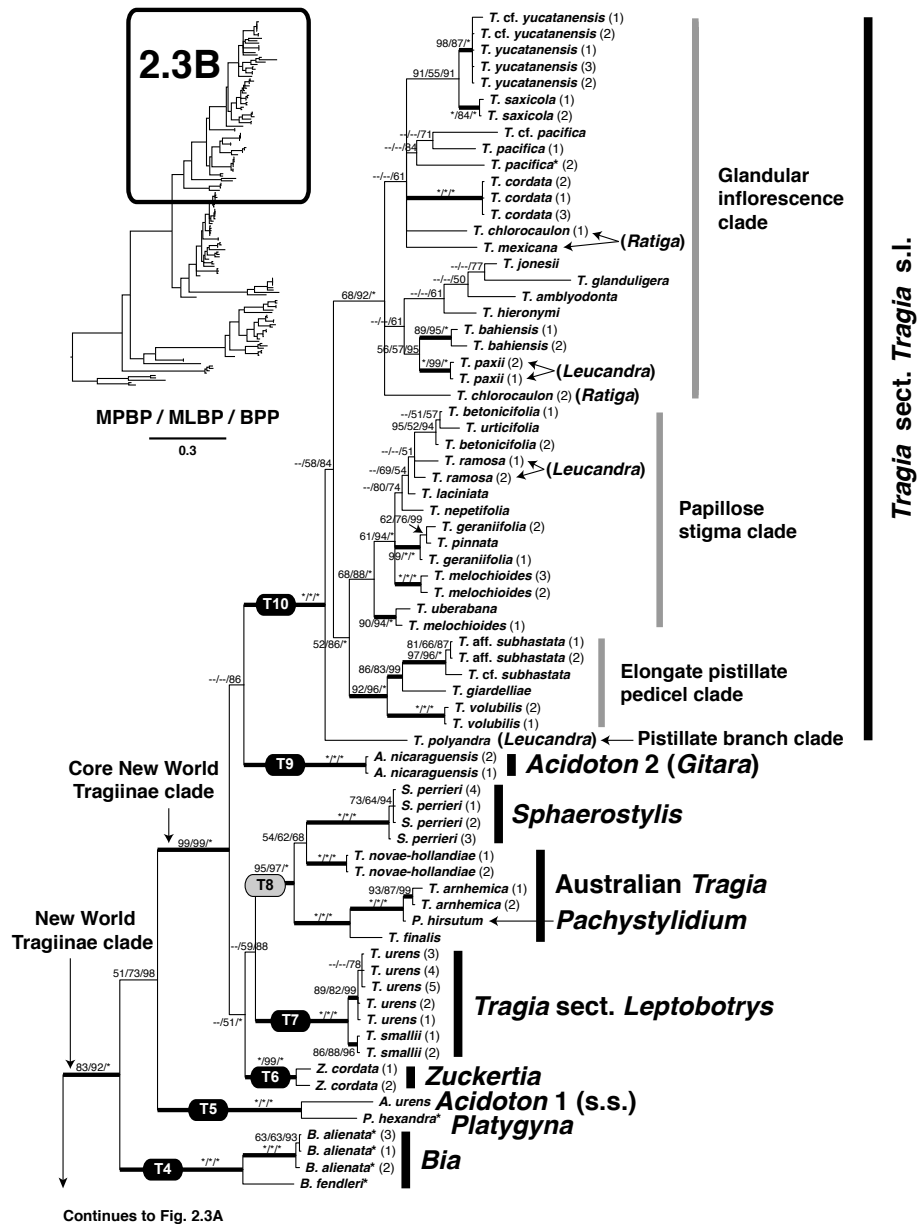 2.3B
MPBP / MLBP / BPP
0.3
T. cf. yucatanensis (1)
T. cf. yucatanensis (2)
98/87/*
T. yucatanensis (1)
T. yucatanensis (3)
91/55/91
T. yucatanensis (2)
T. saxicola (1)
*/84/*
T. saxicola (2)
--/--/71
T. cf. pacifica
--/--/84
T. pacifica (1)
T. pacifica* (2)
--/--/61
T. cordata (2)
*/*/*
T. cordata (1)
T. cordata (3)
T. chlorocaulon (1)
(Ratiga)
T. mexicana
Glandular
inflorescence
clade
--/--/77
T. jonesii
--/--/50
T. glanduligera
--/--/61
T. amblyodonta
68/92/*
--/--/61
T. hieronymi
89/95/*
T. bahiensis (1)
56/57/95
T. bahiensis (2)
*/99/*
T. paxii (2)
(Leucandra)
T. paxii (1)
T. chlorocaulon (2) (Ratiga)
--/51/57
T. betonicifolia (1)
95/52/94
T. urticifolia
T. betonicifolia (2)
--/--/51
T. ramosa (1)
(Leucandra)
--/58/84
--/69/54
T. ramosa (2)
--/80/74
T. laciniata
T. nepetifolia
62/76/99
T. geraniifolia (2)
61/94/*
T. pinnata
99/*/*
T. geraniifolia (1)
68/88/*
*/*/*
T. melochioides (3)
T. melochioides (2)
T. uberabana
90/94/*
T. melochioides (1)
Papillose
stigma clade
T10
*/*/*
52/86/*
81/66/87
T. aff. subhastata (1)
97/96/*
T. aff. subhastata (2)
86/83/99
T. cf. subhastata
T. giardelliae
92/96/*
*/*/*
T. volubilis (2)
T. volubilis (1)
Elongate pistillate
pedicel clade
T. polyandra (Leucandra)
Pistillate branch clade
Tragia sect. Tragia s.l.
--/--/86
T9
*/*/*
A. nicaraguensis (2)
A. nicaraguensis (1)
Acidoton 2 (Gitara)
Core New World
Tragiinae clade
99/99/*
S. perrieri (4)
73/64/94
S. perrieri (1)
*/*/*
S. perrieri (2)
S. perrieri (3)
Sphaerostylis
54/62/68
95/97/*
T8
*/*/*
T. novae-hollandiae (1)
T. novae-hollandiae (2)
93/87/99
T. arnhemica (1)
*/*/*
T. arnhemica (2)
*/*/*
P. hirsutum
T. finalis
Australian Tragia
Pachystylidium
New World
Tragiinae clade
--/59/88
--/--/78
T. urens (3)
T. urens (4)
T. urens (5)
89/82/99
T. urens (2)
T7
*/*/*
T. urens (1)
T. smallii (1)
86/88/96
T. smallii (2)
Tragia sect. Leptobotrys
51/73/98
--/51/*
*/99/*
T6
Z. cordata (1)
Z. cordata (2)
Zuckertia
83/92/*
T5
*/*/*
A. urens
P. hexandra*
Acidoton 1 (s.s.)
Platygyna
63/63/93
B. alienata* (3)
*/*/*
B. alienata* (1)
T4
*/*/*
B. alienata* (2)
B. fendleri*
Bia
Continues to Fig. 2.3A